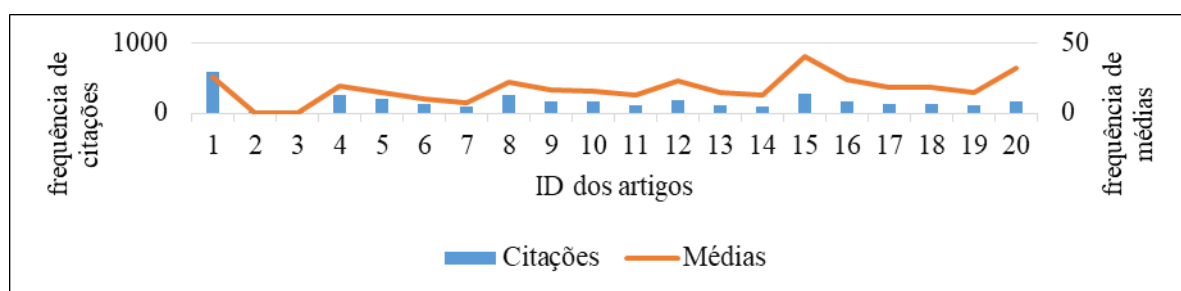 frequência de
citações
1000
0
1 2 3 4 5 6 7 8 9 10 11 12 13 14 15 16 17 18 19 20
ID dos artigos
50
0
frequência de
médias
Citações Médias